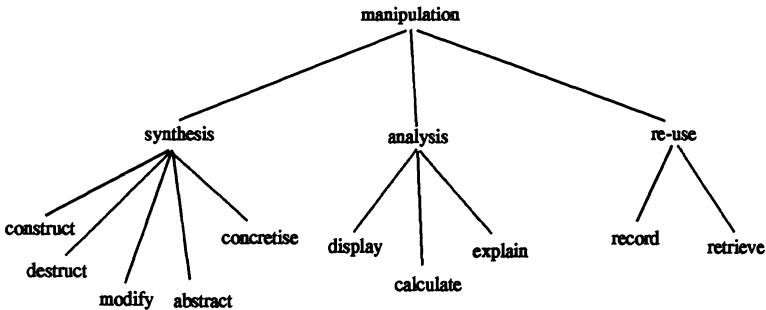 manipulation
synthesis
analysis
re-use
construct
destruct
modify
abstract
concretise
display
calculate
explain
record
retrieve